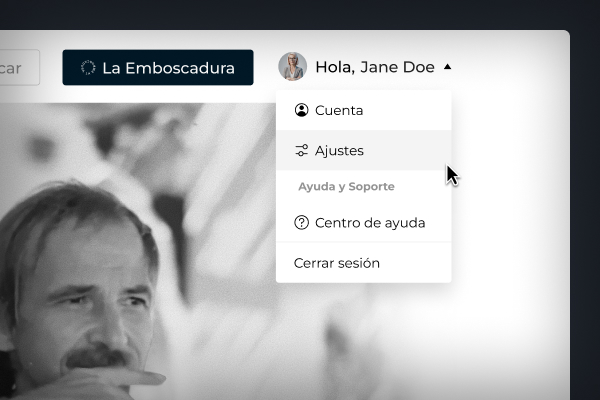 car
La Emboscadura
Hola, Jane Doe
Cuenta
Ajustes
Ayuda y Soporte
Centro de ayuda
Cerrar sesión